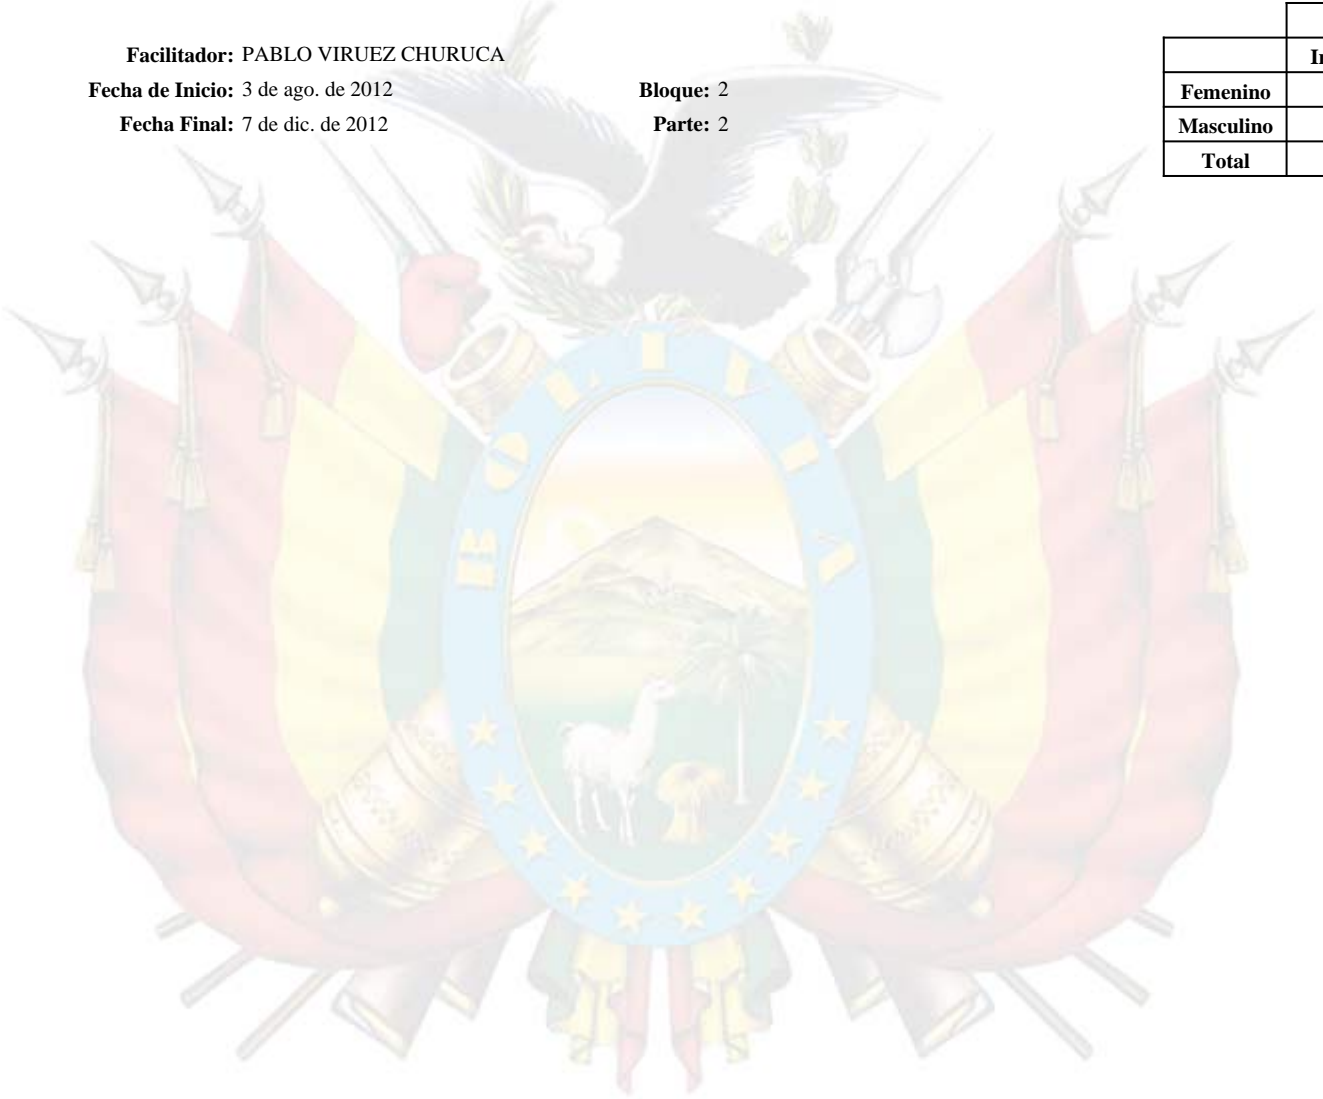 Facilitador: PABLO VIRUEZ CHURUCA
Fecha de Inicio: 3 de ago. de 2012 Bloque: 2
Fecha Final: 7 de dic. de 2012 Parte: 2
Femenino
Masculino
Total
BOLIVIA